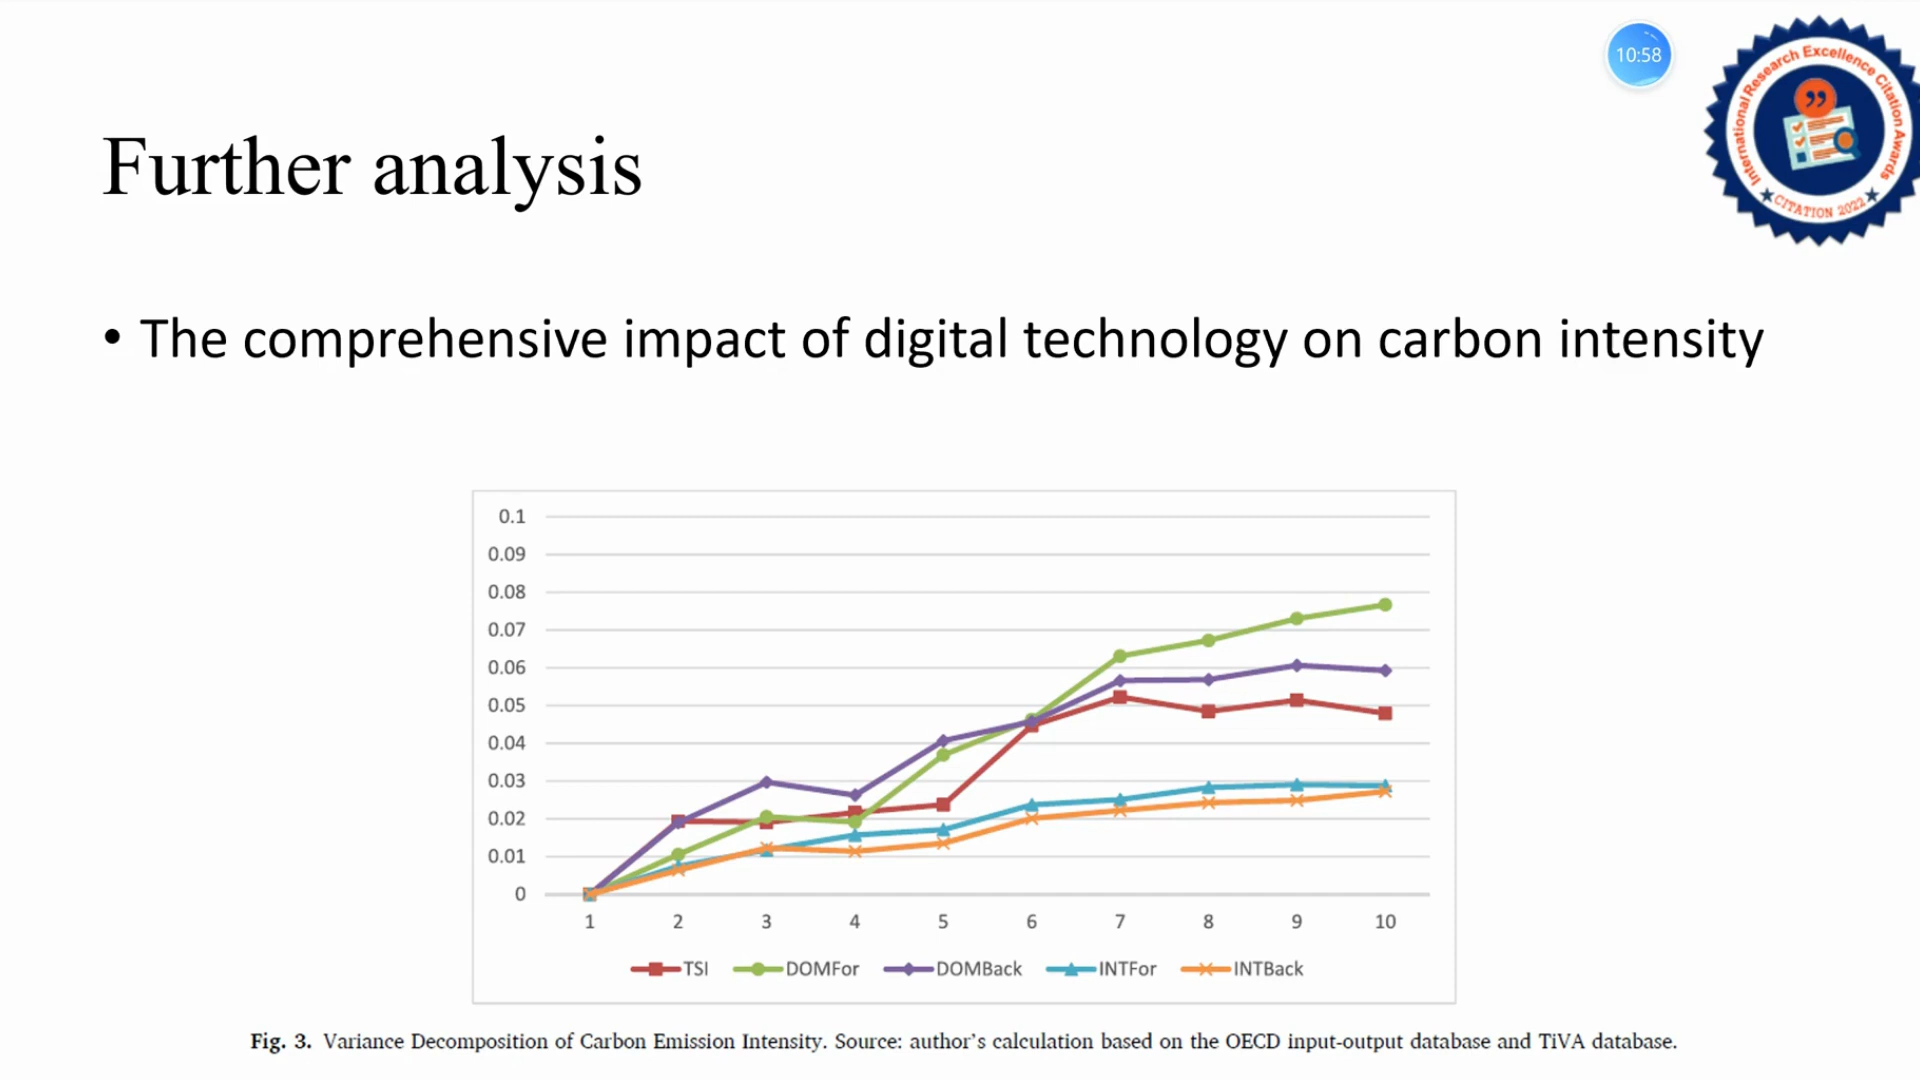 10:58
International Research Excellence Citation Awards
CITATION 2022
Further analysis
• The comprehensive impact of digital technology on carbon intensity
0.1
0.09
0.08
0.07
0.06
0.05
0.04
0.03
0.02
0.01
0
1 2 3 4 5 6 7 8 9 10
TSI DOMFor DOMBack INTFor INTBack
Fig. 3. Variance Decomposition of Carbon Emission Intensity. Source: author's calculation based on the OECD input-output database and TiVA database.